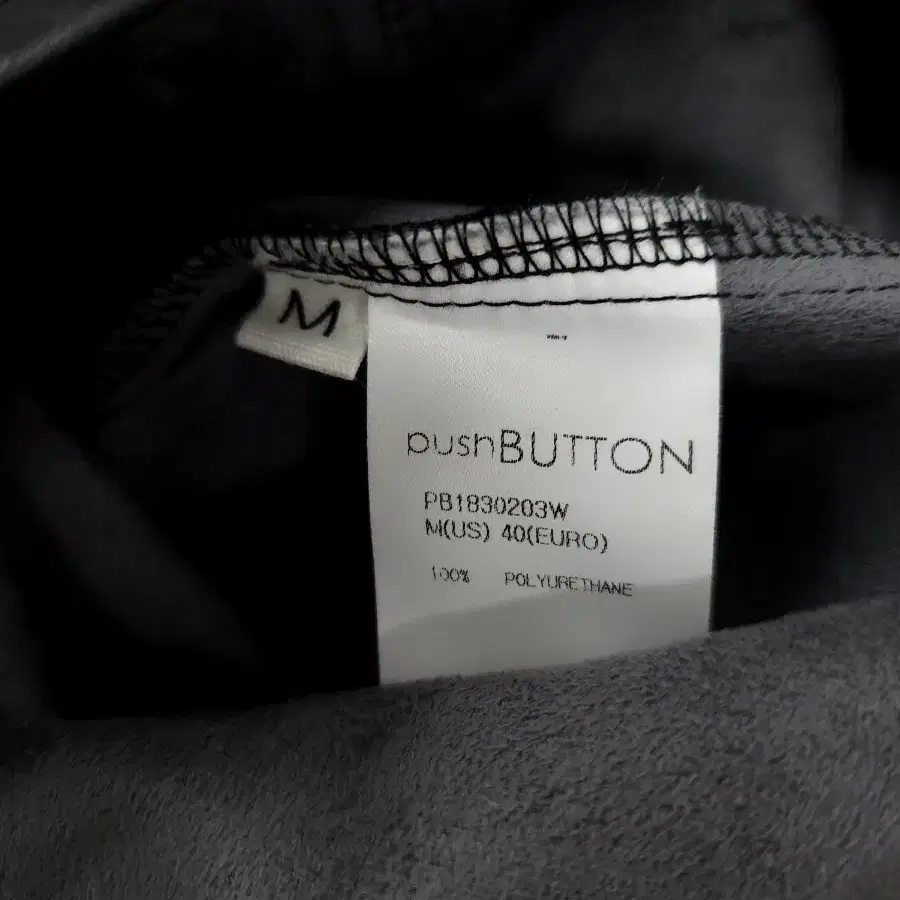 M
pushBUTTON
PB1830203W
M(US) 40(EURO)
100% POLYURETHANE